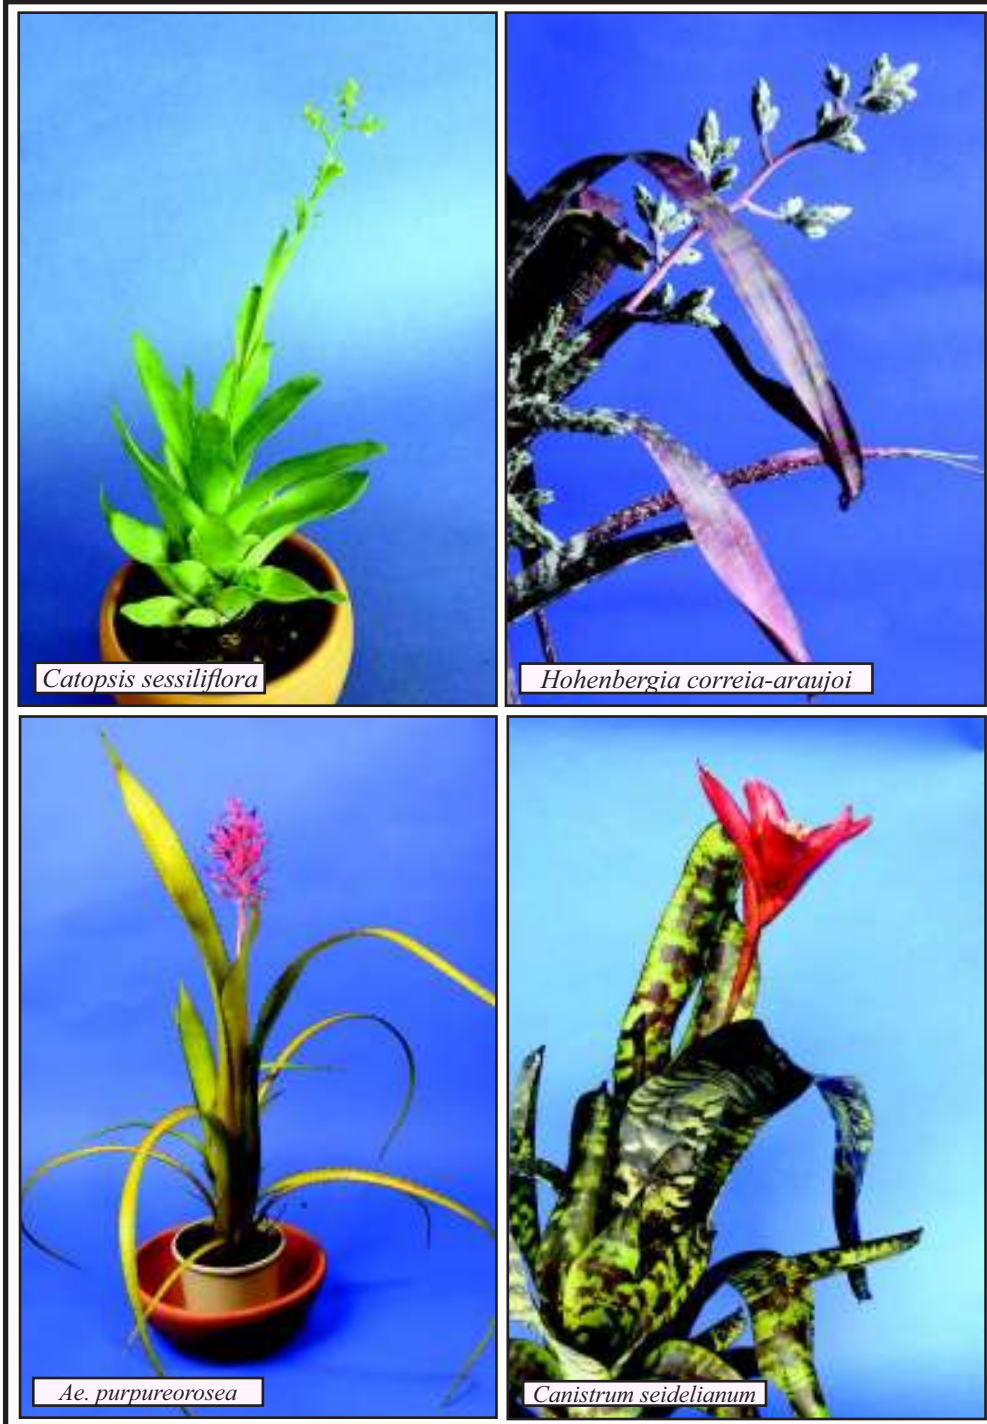 Catopsis sessiliflora
Hohenbergia correia-araujoi
Ae. purpureorosea
Canistrum seidelianum